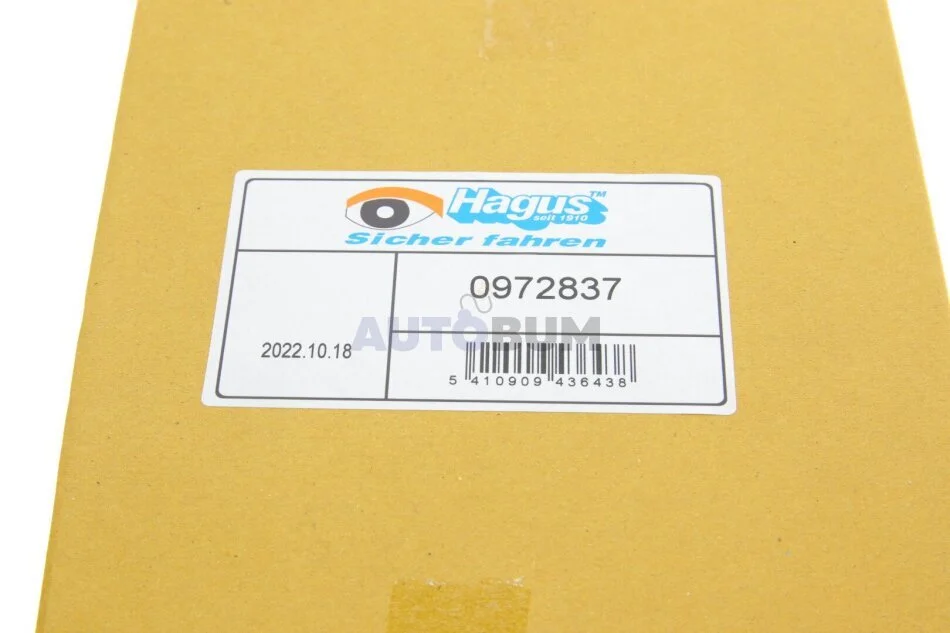 Hagus™
seit 1910
Sicher fahren
0972837
AUTOBUM
2022.10.18
5 410909 436438